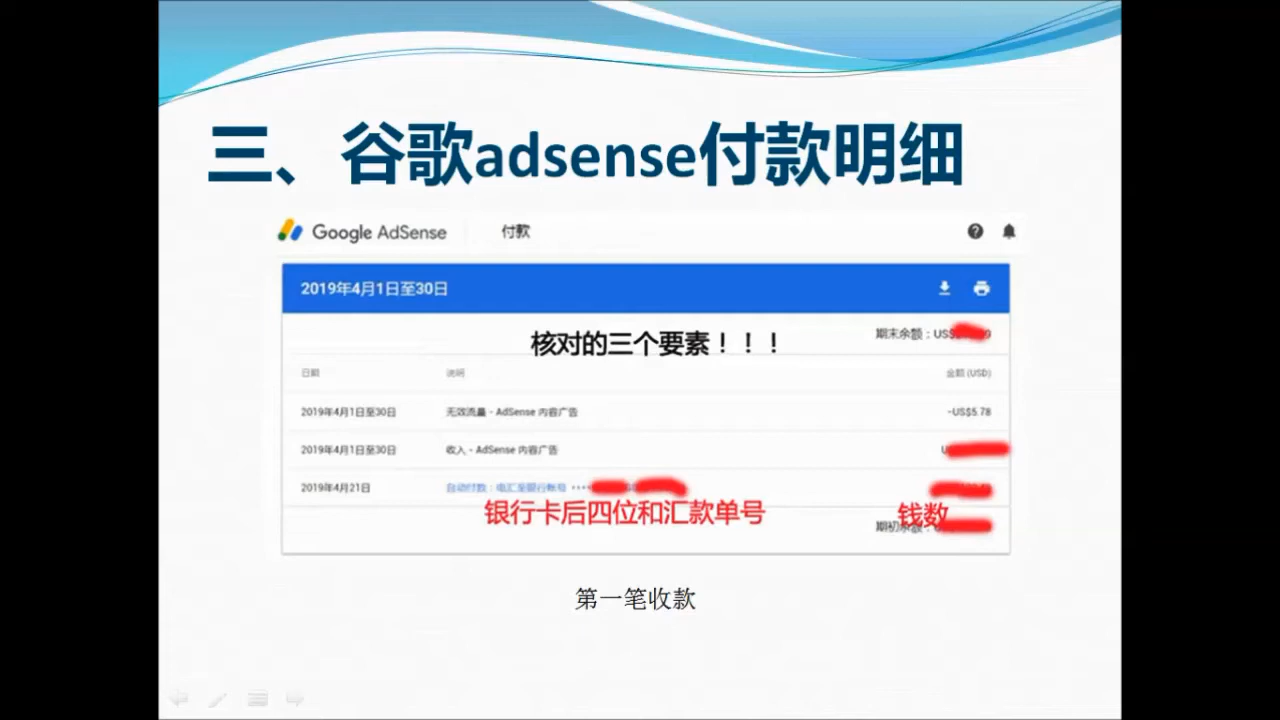 三、谷歌adsense付款明细
Google AdSense 付款
2019年4月1日至30日
核对的三个要素！！！
期末余额：US$
日期 说明 金额 (USD)
2019年4月1日至30日 无效流量 - AdSense 内容广告 -US$5.78
2019年4月1日至30日 收入 - AdSense 内容广告
2019年4月21日 自动付款：电汇至银行帐号 ••••
银行卡后四位和汇款单号 钱数
期初余额：
第一笔收款